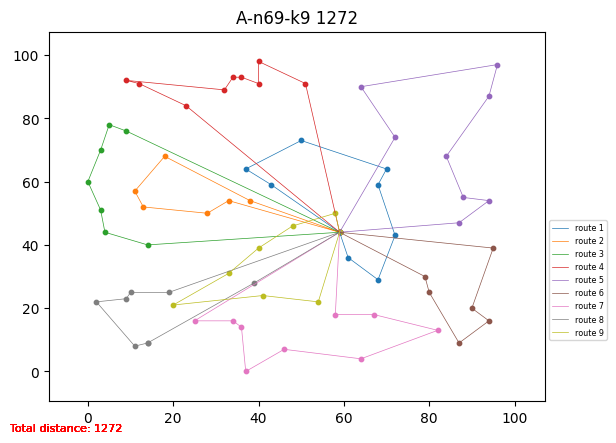 A-n69-k9 1272
100
80
60
40
20
0
0 20 40 60 80 100
route 1
route 2
route 3
route 4
route 5
route 6
route 7
route 8
route 9
Total distance: 1272